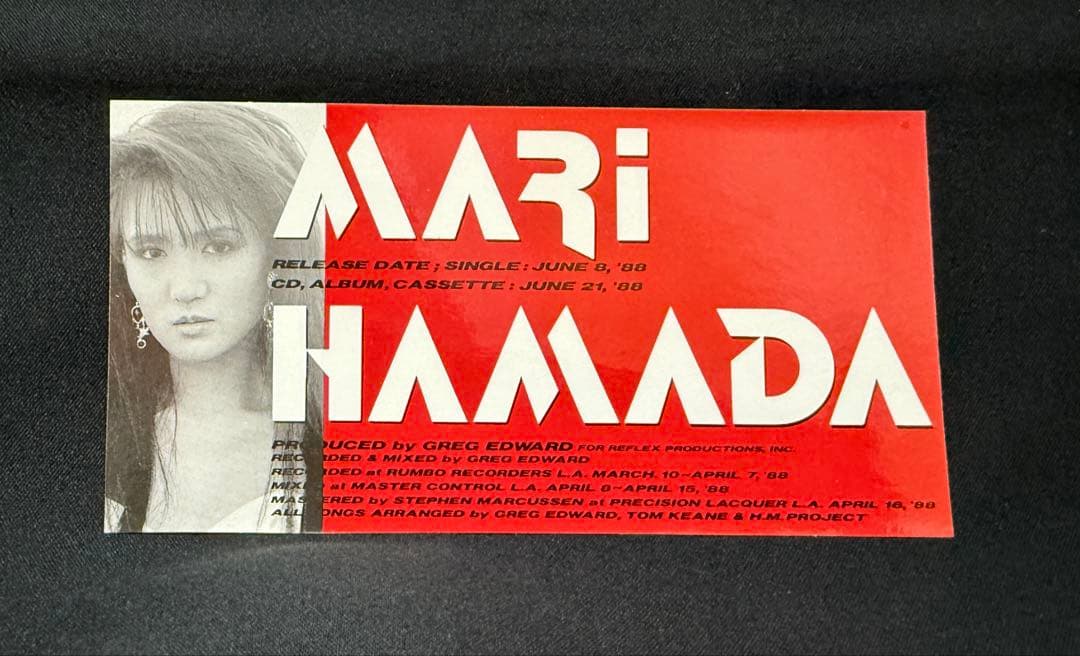 MARi
RELEASE DATE ; SINGLE : JUNE 8, '88
CD, ALBUM, CASSETTE : JUNE 21, '88
HAMADA
PRODUCED by GREG EDWARD FOR REFLEX PRODUCTIONS, INC.
RECORDED & MIXED by GREG EDWARD
RECORDED at RUMBO RECORDERS L.A. MARCH. 10~APRIL 7, '88
MIXED at MASTER CONTROL L.A. APRIL 8~APRIL 15, '88
MASTERED by STEPHEN MARCUSSEN at PRECISION LACQUER L.A. APRIL 18, '88
ALL SONGS ARRANGED by GREG EDWARD, TOM KEANE & H.M. PROJECT